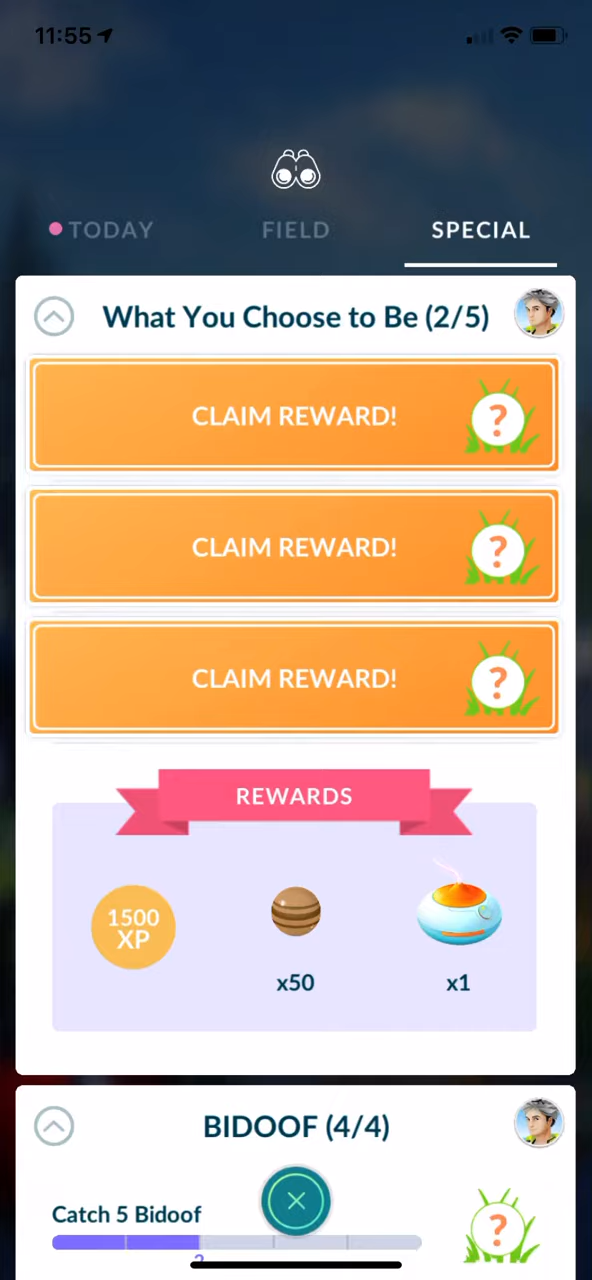 11:55
TODAY
FIELD
SPECIAL
What You Choose to Be (2/5)
CLAIM REWARD!
?
CLAIM REWARD!
?
CLAIM REWARD!
?
REWARDS
1500
XP
x50
x1
BIDOOF (4/4)
Catch 5 Bidoof
?